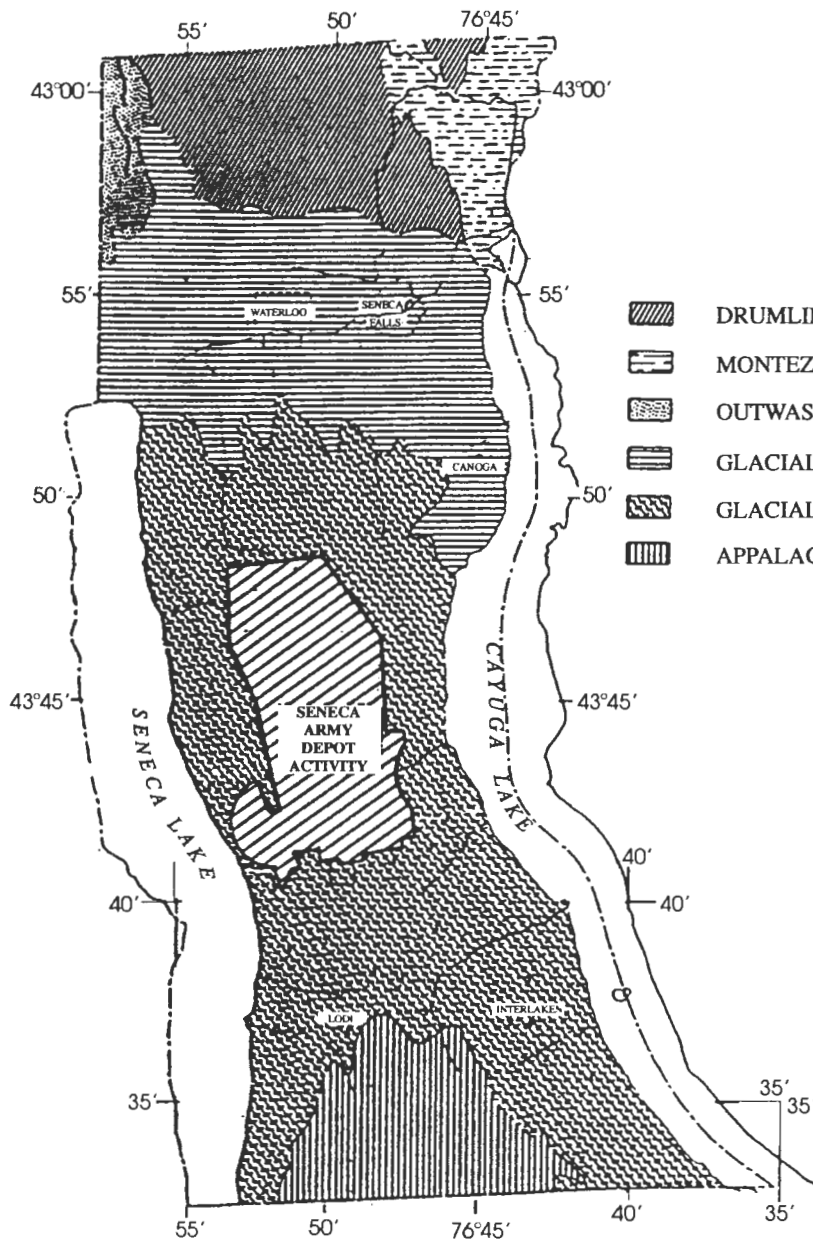 55′ 50′ 76°45′
43°00′ 43°00′
55′ 55′
WATERLOO
SENECA
FALLS
DRUMLI
MONTEZ
OUTWAS
GLACIAL
GLACIAL
APPALAC
CANOGA
50′ 50′
43°45′ 43°45′
SENECA
ARMY
DEPOT
ACTIVITY
SENECA LAKE
CAYUGA LAKE
40′
40′ 40′
LODI
INTERLAKEN
35′
35′ 35
55′ 50′ 76°45′ 40′ 35′